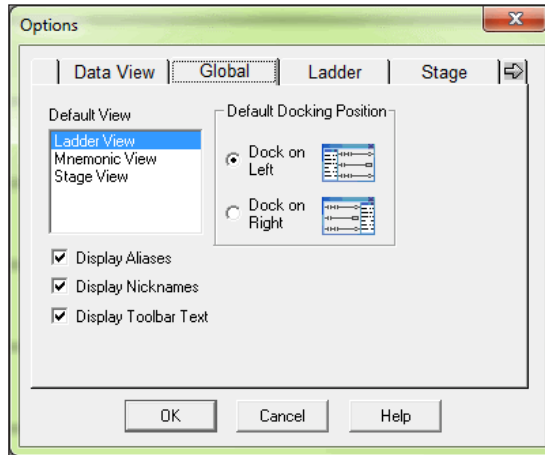 Options
Data View
Global
Ladder
Stage
Default View
Ladder View
Mnemonic View
Stage View
Default Docking Position
Dock on
Left
Dock on
Right
Display Aliases
Display Nicknames
Display Toolbar Text
OK
Cancel
Help